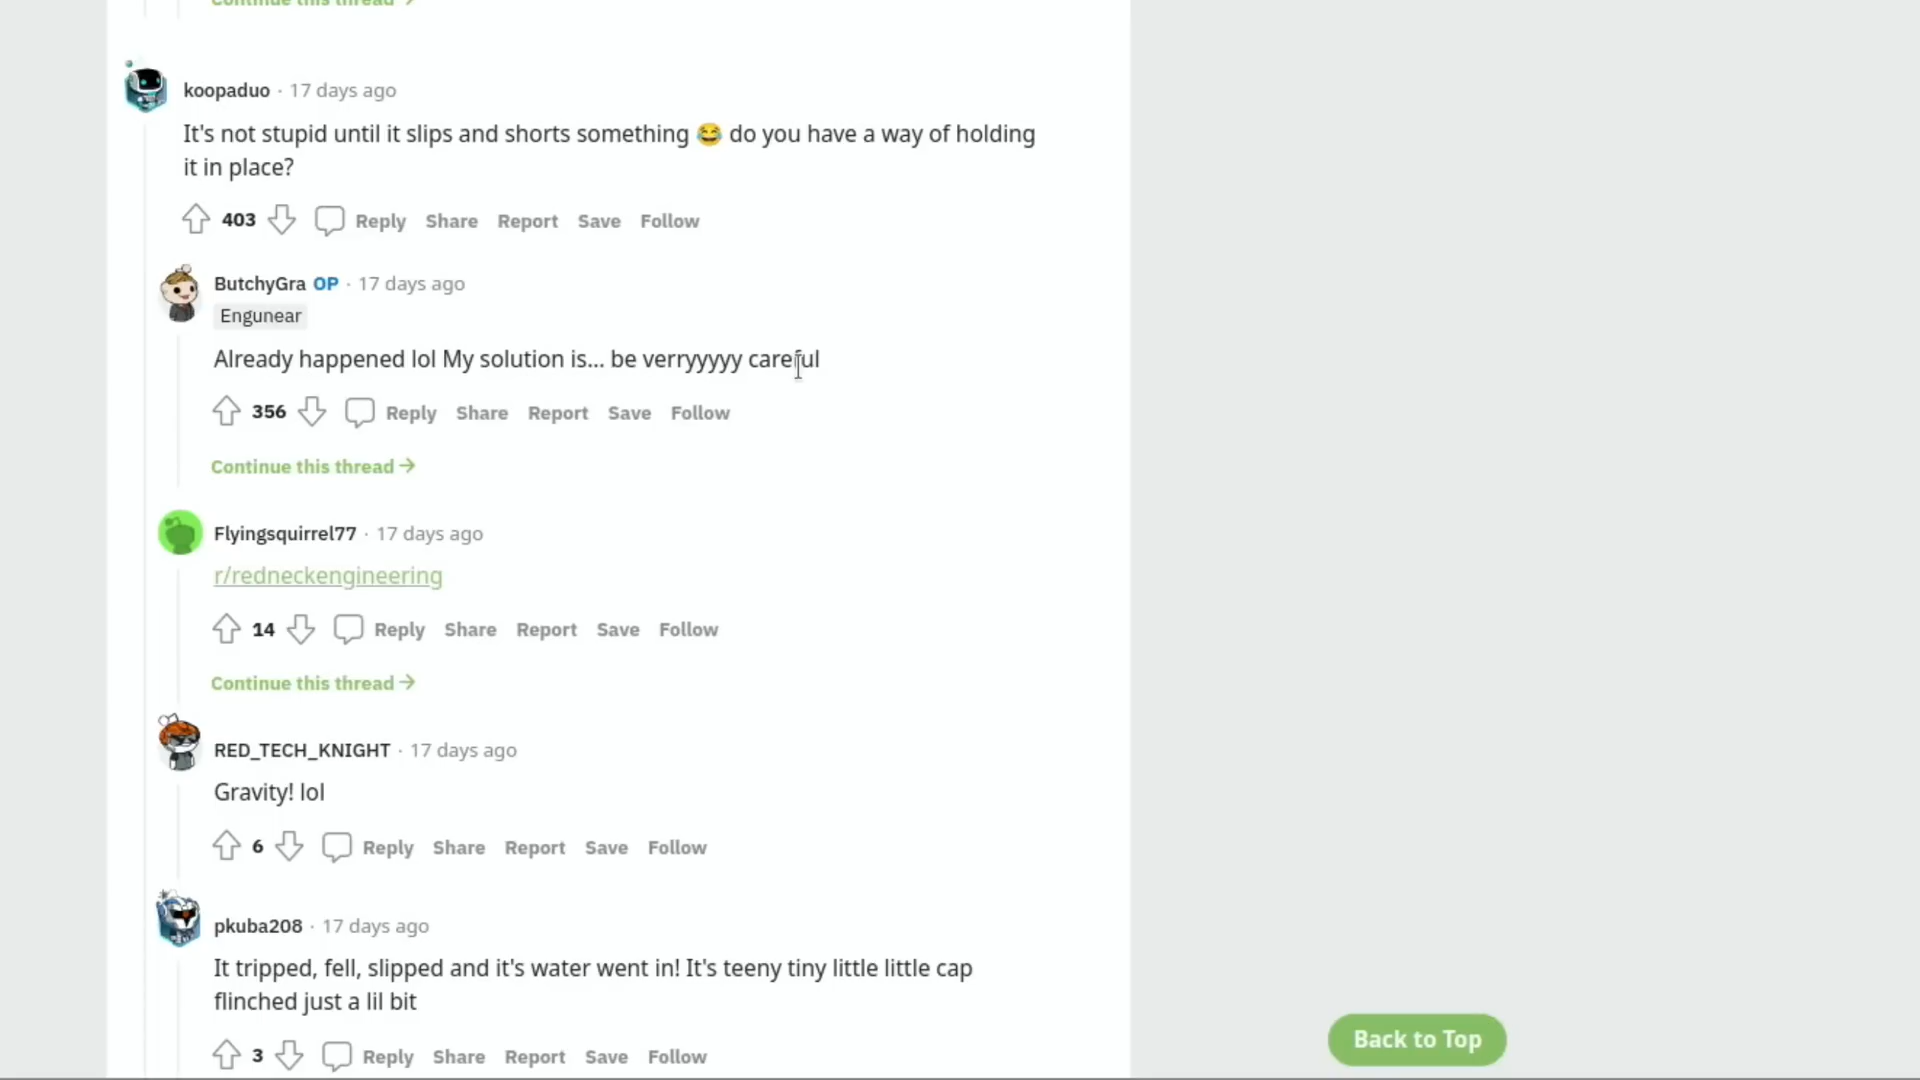 Continue this thread →
koopaduo · 17 days ago
It's not stupid until it slips and shorts something 😂 do you have a way of holding
it in place?
403 Reply Share Report Save Follow
ButchyGra OP · 17 days ago
Engunear
Already happened lol My solution is... be verryyyyy careful
356 Reply Share Report Save Follow
Continue this thread →
Flyingsquirrel77 · 17 days ago
r/redneckengineering
14 Reply Share Report Save Follow
Continue this thread →
RED_TECH_KNIGHT · 17 days ago
Gravity! lol
6 Reply Share Report Save Follow
pkuba208 · 17 days ago
It tripped, fell, slipped and it's water went in! It's teeny tiny little little cap
flinched just a lil bit
3 Reply Share Report Save Follow
Back to Top